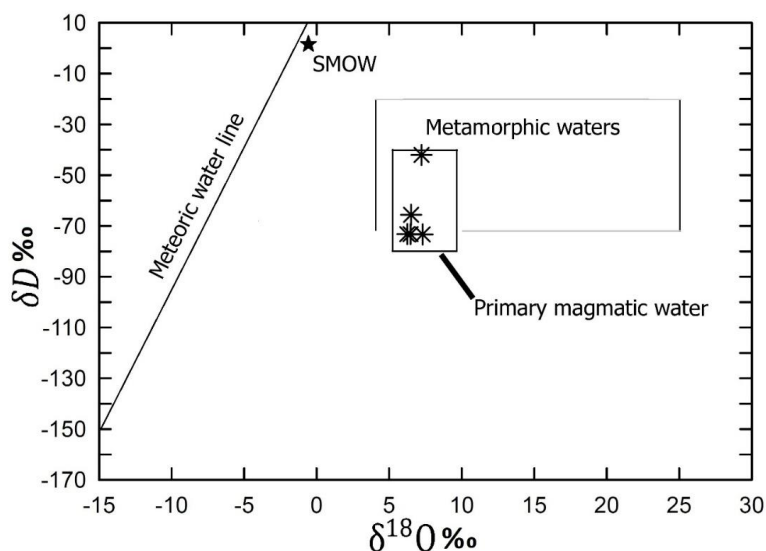 10
-10
-30
-50
-70
-90
-110
-130
-150
-170
δD‰
Meteoric water line
SMOW
Metamorphic waters
Primary magmatic water
-15 -10 -5 0 5 10 15 20 25 30
δ¹⁸O‰